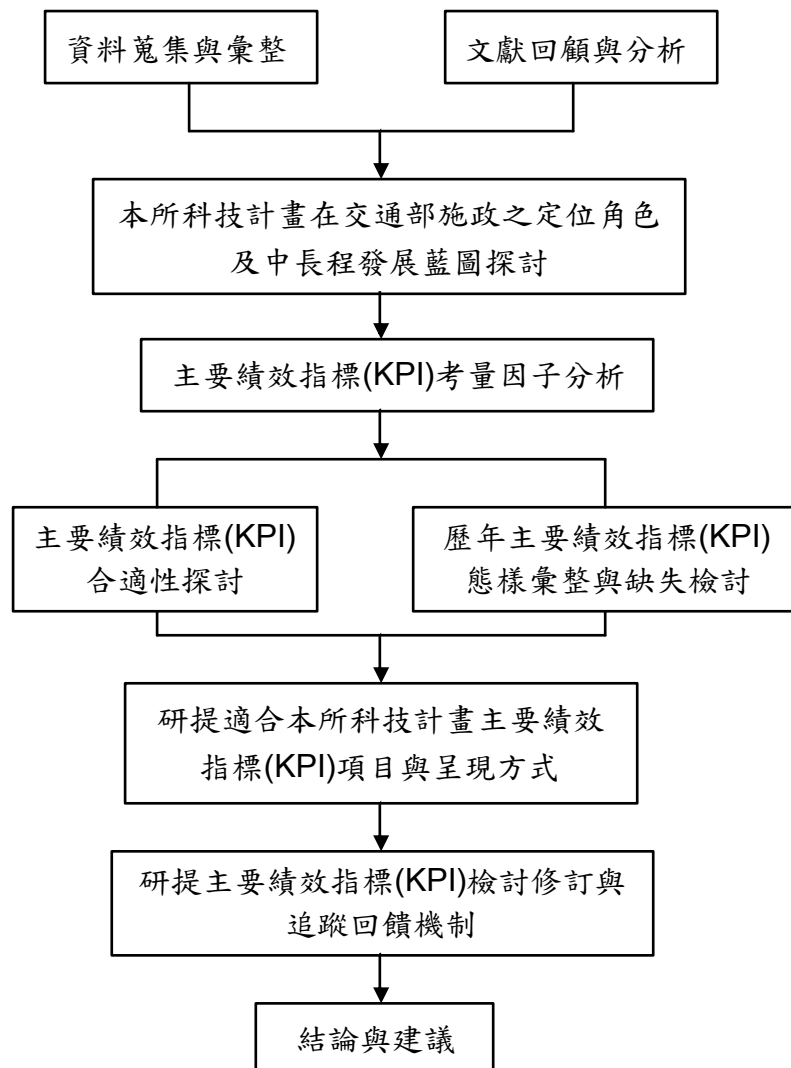 資料蒐集與彙整
文獻回顧與分析
本所科技計畫在交通部施政之定位角色
及中長程發展藍圖探討
主要績效指標(KPI)考量因子分析
主要績效指標(KPI)
合適性探討
歷年主要績效指標(KPI)
態樣彙整與缺失檢討
研提適合本所科技計畫主要績效
指標(KPI)項目與呈現方式
研提主要績效指標(KPI)檢討修訂與
追蹤回饋機制
結論與建議